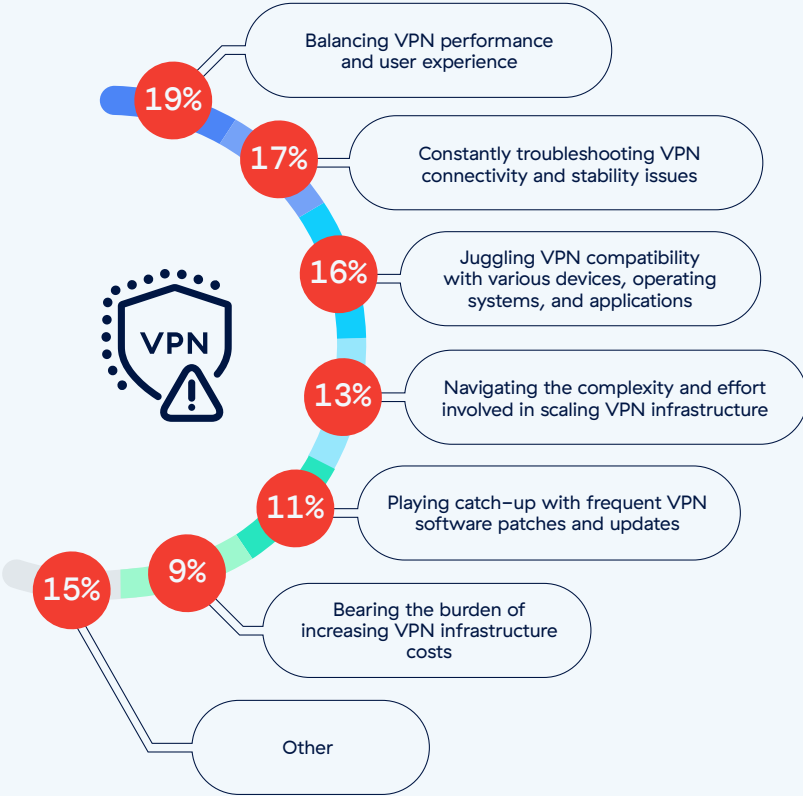 19%
Balancing VPN performance
and user experience
17%
Constantly troubleshooting VPN
connectivity and stability issues
16%
Juggling VPN compatibility
with various devices, operating
systems, and applications
VPN
13%
Navigating the complexity and effort
involved in scaling VPN infrastructure
11%
Playing catch-up with frequent VPN
software patches and updates
9%
Bearing the burden of
increasing VPN infrastructure
costs
15%
Other